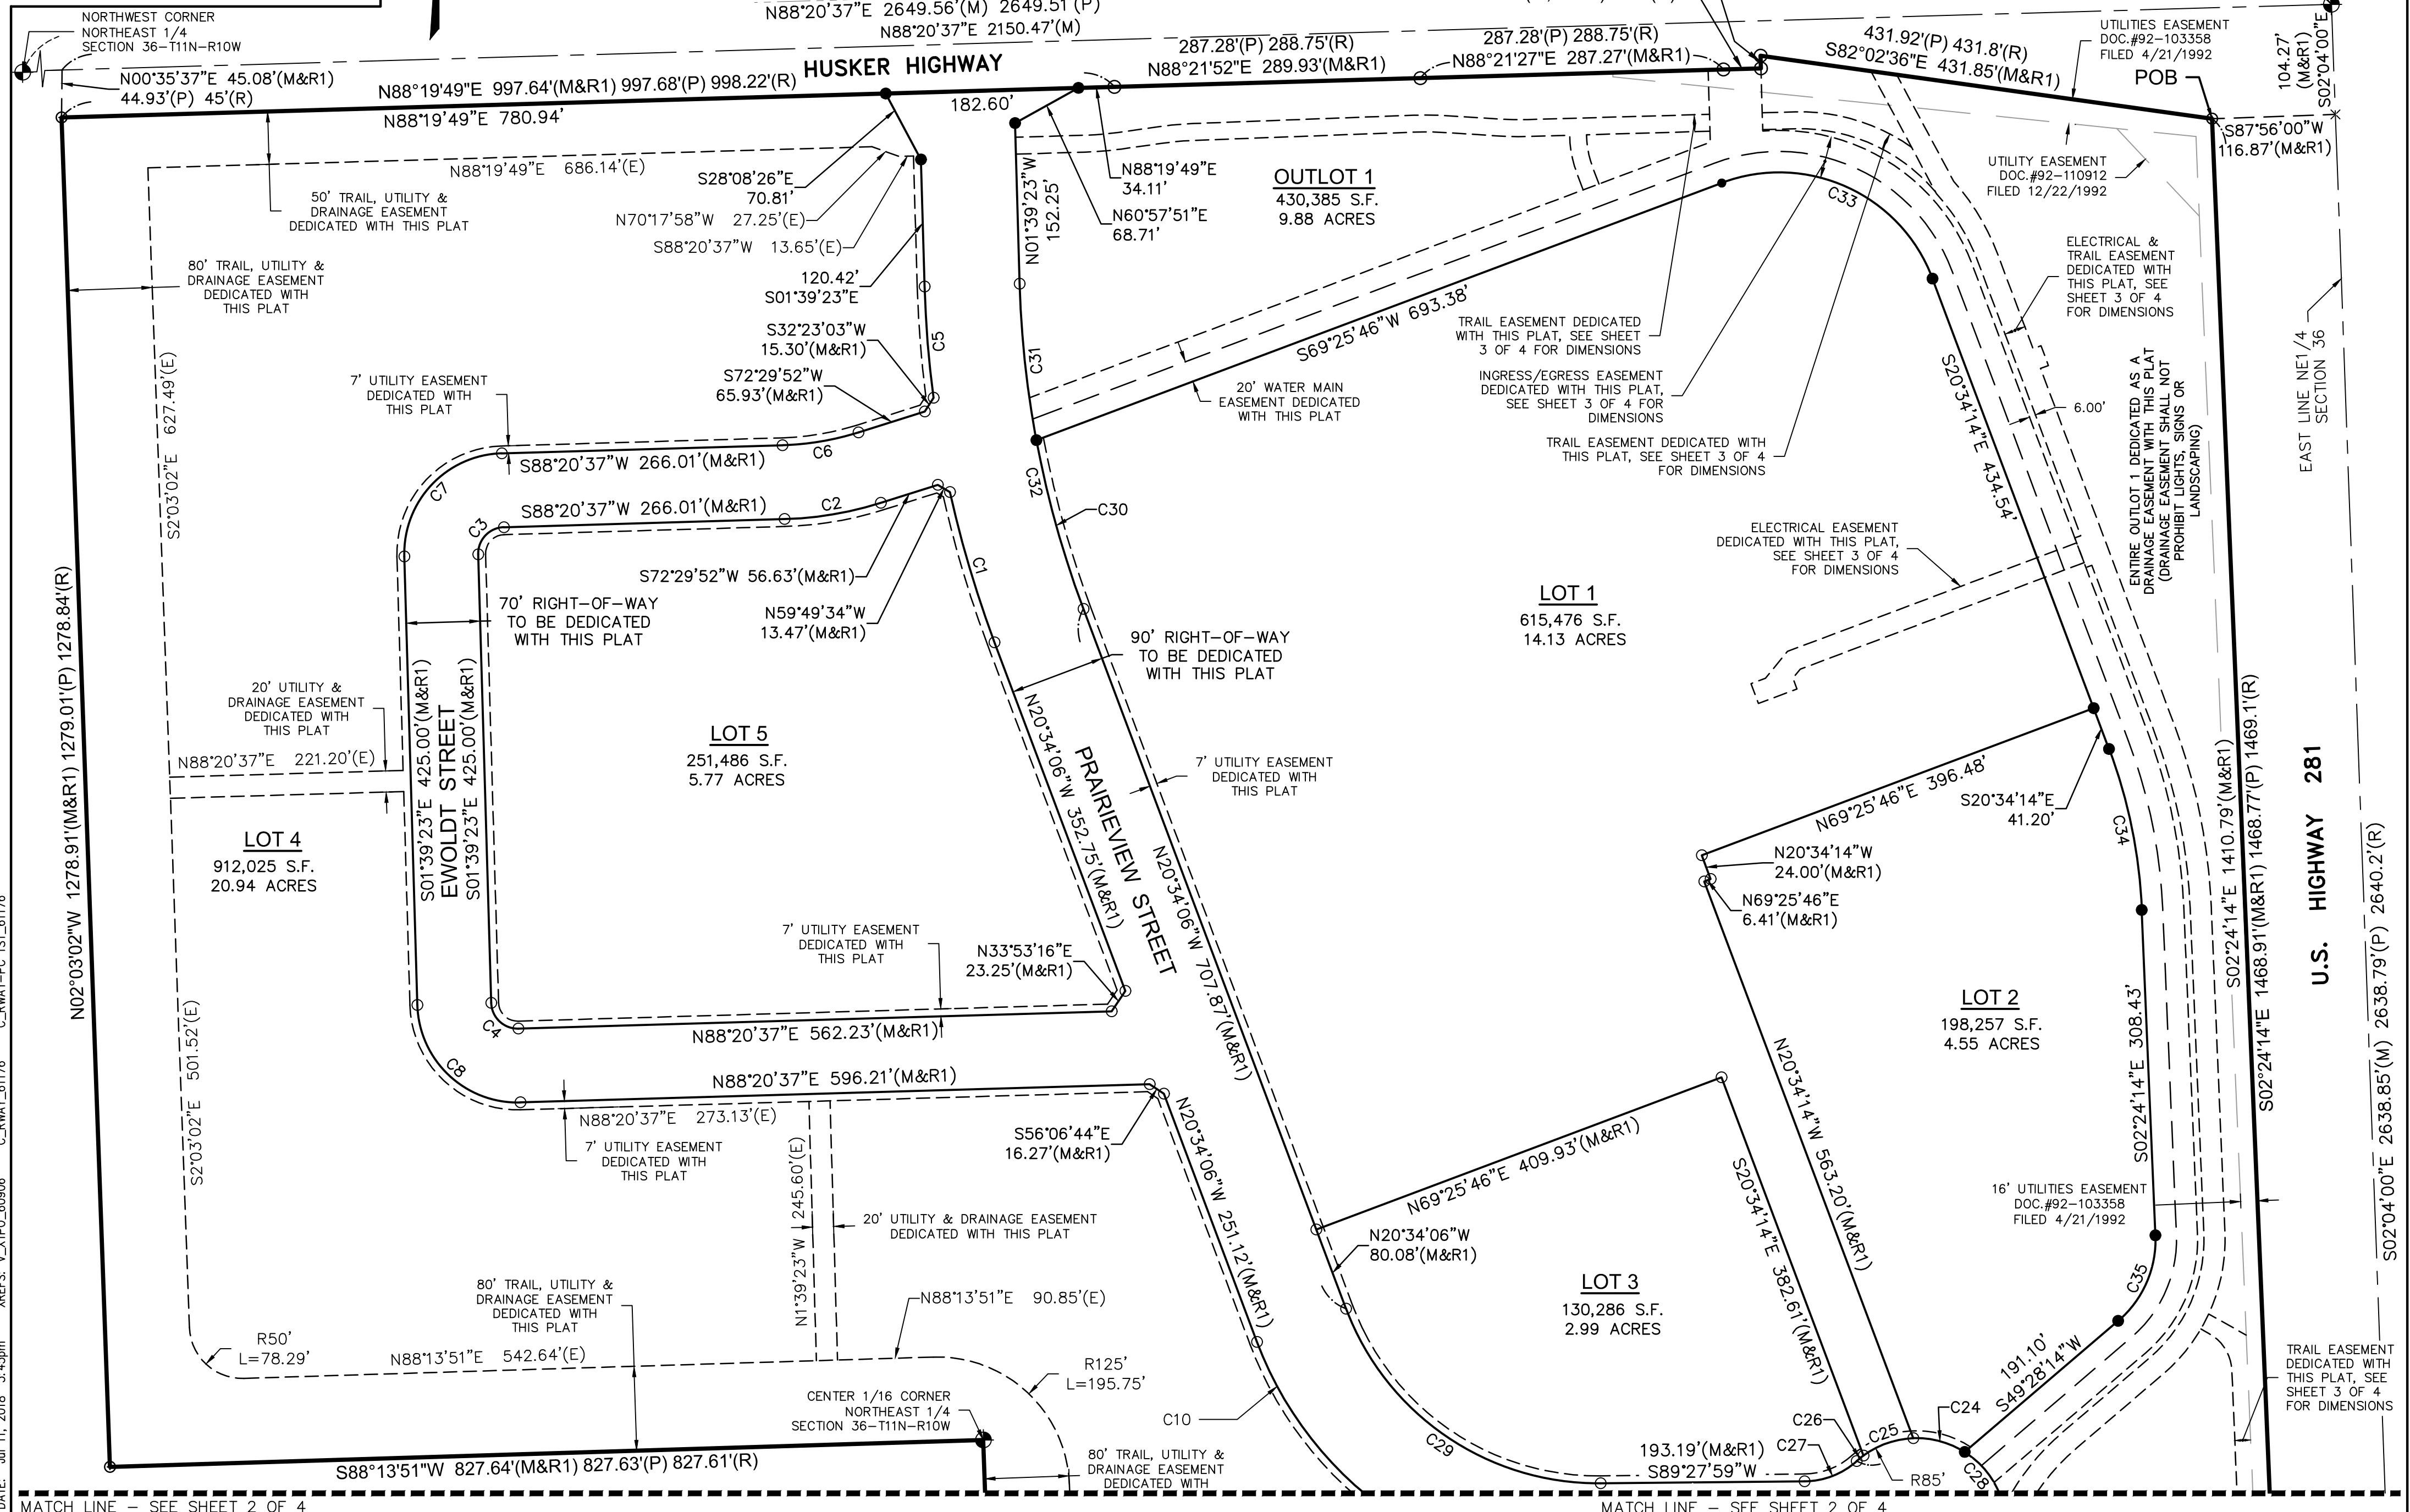 NORTHWEST CORNER
NORTHEAST 1/4
SECTION 36-T11N-R10W
N88°20'37"E 2649.56'(M) 2649.51'(P)
N88°20'37"E 2150.47'(M)
N00°35'37"E 45.08'(M&R1)
44.93'(P) 45'(R)
N88°19'49"E 997.64'(M&R1) 997.68'(P) 998.22'(R)
HUSKER HIGHWAY
287.28'(P) 288.75'(R)
N88°21'52"E 289.93'(M&R1)
287.28'(P) 288.75'(R)
N88°21'27"E 287.27'(M&R1)
431.92'(P) 431.8'(R)
S82°02'36"E 431.85'(M&R1)
UTILITIES EASEMENT
DOC.#92-103358
FILED 4/21/1992
POB
104.27'
(M&R1)
S02°04'00"E
S87°56'00"W
116.87'(M&R1)
N88°19'49"E 780.94'
182.60'
N88°19'49"E 686.14'(E)
50' TRAIL, UTILITY &
DRAINAGE EASEMENT
DEDICATED WITH THIS PLAT
80' TRAIL, UTILITY &
DRAINAGE EASEMENT
DEDICATED WITH
THIS PLAT
S28°08'26"E
70.81'
N70°17'58"W 27.25'(E)
S88°20'37"W 13.65'(E)
120.42'
S01°39'23"E
N01°39'23"W
152.25'
N88°19'49"E
34.11'
N60°57'51"E
68.71'
OUTLOT 1
430,385 S.F.
9.88 ACRES
C33
UTILITY EASEMENT
DOC.#92-110912
FILED 12/22/1992
ELECTRICAL &
TRAIL EASEMENT
DEDICATED WITH
THIS PLAT, SEE
SHEET 3 OF 4
FOR DIMENSIONS
S32°23'03"W
15.30'(M&R1)
C5
S72°29'52"W
65.93'(M&R1)
C31
S69°25'46"W 693.38'
20' WATER MAIN
EASEMENT DEDICATED
WITH THIS PLAT
TRAIL EASEMENT DEDICATED
WITH THIS PLAT, SEE SHEET
3 OF 4 FOR DIMENSIONS
INGRESS/EGRESS EASEMENT
DEDICATED WITH THIS PLAT,
SEE SHEET 3 OF 4 FOR
DIMENSIONS
TRAIL EASEMENT DEDICATED WITH
THIS PLAT, SEE SHEET 3 OF 4
FOR DIMENSIONS
S20°34'14"E 434.54'
6.00'
ENTIRE OUTLOT 1 DEDICATED AS A
DRAINAGE EASEMENT WITH THIS PLAT
(DRAINAGE EASEMENT SHALL NOT
PROHIBIT LIGHTS, SIGNS OR
LANDSCAPING)
EAST LINE NE1/4
SECTION 36
7' UTILITY EASEMENT
DEDICATED WITH
THIS PLAT
S2°03'02"E 627.49'(E)
S88°20'37"W 266.01'(M&R1)
C6
C7
C3
S88°20'37"W 266.01'(M&R1)
C2
C32
C30
C1
S72°29'52"W 56.63'(M&R1)
N59°49'34"W
13.47'(M&R1)
70' RIGHT-OF-WAY
TO BE DEDICATED
WITH THIS PLAT
90' RIGHT-OF-WAY
TO BE DEDICATED
WITH THIS PLAT
LOT 1
615,476 S.F.
14.13 ACRES
ELECTRICAL EASEMENT
DEDICATED WITH THIS PLAT,
SEE SHEET 3 OF 4
FOR DIMENSIONS
N02°03'02"W 1278.91'(M&R1) 1279.01'(P) 1278.84'(R)
20' UTILITY &
DRAINAGE EASEMENT
DEDICATED WITH
THIS PLAT
N88°20'37"E 221.20'(E)
S01°39'23"E 425.00'(M&R1)
EWOLDT STREET
S01°39'23"E 425.00'(M&R1)
LOT 5
251,486 S.F.
5.77 ACRES
N20°34'06"W 352.75'(M&R1)
PRAIRIEVIEW STREET
7' UTILITY EASEMENT
DEDICATED WITH
THIS PLAT
N20°34'06"W 707.87'(M&R1)
N69°25'46"E 396.48'
S20°34'14"E
41.20'
C34
N20°34'14"W
24.00'(M&R1)
N69°25'46"E
6.41'(M&R1)
S02°24'14"E 1410.79'(M&R1)
S02°24'14"E 1468.91'(M&R1) 1468.77'(P) 1469.1'(R)
U.S. HIGHWAY 281
S02°04'00"E 2638.85'(M) 2638.79'(P) 2640.2'(R)
LOT 4
912,025 S.F.
20.94 ACRES
7' UTILITY EASEMENT
DEDICATED WITH
THIS PLAT
N33°53'16"E
23.25'(M&R1)
C4
N88°20'37"E 562.23'(M&R1)
LOT 2
198,257 S.F.
4.55 ACRES
S02°24'14"E 308.43'
N20°34'14"W 563.20'(M&R1)
S2°03'02"E 501.52'(E)
C8
N88°20'37"E 596.21'(M&R1)
N88°20'37"E 273.13'(E)
7' UTILITY EASEMENT
DEDICATED WITH
THIS PLAT
S56°06'44"E
16.27'(M&R1)
N20°34'06"W 251.12'(M&R1)
N1°39'23"W 245.60'(E)
20' UTILITY & DRAINAGE EASEMENT
DEDICATED WITH THIS PLAT
N69°25'46"E 409.93'(M&R1)
N20°34'06"W
80.08'(M&R1)
S20°34'14"E 382.61'(M&R1)
LOT 3
130,286 S.F.
2.99 ACRES
16' UTILITIES EASEMENT
DOC.#92-103358
FILED 4/21/1992
C35
191.10'
S49°28'14"W
80' TRAIL, UTILITY &
DRAINAGE EASEMENT
DEDICATED WITH
THIS PLAT
N88°13'51"E 90.85'(E)
R50'
L=78.29'
N88°13'51"E 542.64'(E)
R125'
L=195.75'
CENTER 1/16 CORNER
NORTHEAST 1/4
SECTION 36-T11N-R10W
C10
C29
C26
C25
C24
C27
193.19'(M&R1)
S89°27'59"W
R85'
C28
TRAIL EASEMENT
DEDICATED WITH
THIS PLAT, SEE
SHEET 3 OF 4
FOR DIMENSIONS
S88°13'51"W 827.64'(M&R1) 827.63'(P) 827.61'(R)
80' TRAIL, UTILITY &
DRAINAGE EASEMENT
DEDICATED WITH
MATCH LINE - SEE SHEET 2 OF 4
MATCH LINE - SEE SHEET 2 OF 4